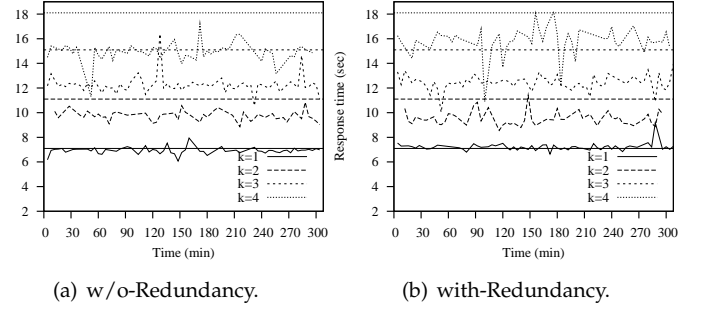 18
16
14
12
10
8
6
4
2
k=1
k=2
k=3
k=4
0 30 60 90 120 150 180 210 240 270 300
Time (min)
(a) w/o-Redundancy.
Response time (sec)
18
16
14
12
10
8
6
4
2
k=1
k=2
k=3
k=4
0 30 60 90 120 150 180 210 240 270 300
Time (min)
(b) with-Redundancy.